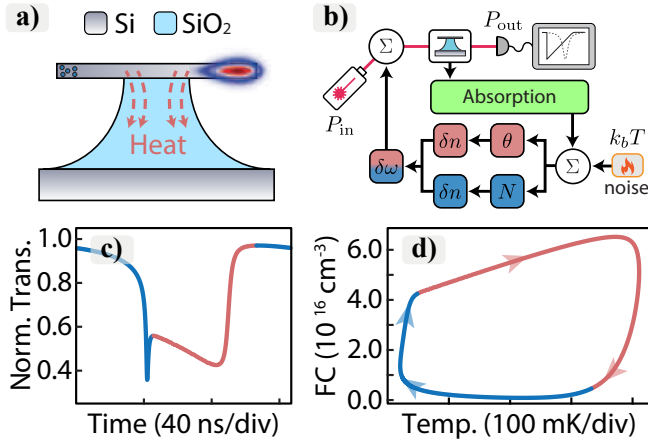 a)
Si SiO₂
Heat
b)
Σ
P_out
P_in
Absorption
δω δn θ
δn N
Σ
k_bT
noise
c)
Norm. Trans.
1.0
0.8
0.6
0.4
Time (40 ns/div)
d)
FC (10 ¹⁶ cm⁻³)
6.0
4.0
2.0
0.0
Temp. (100 mK/div)